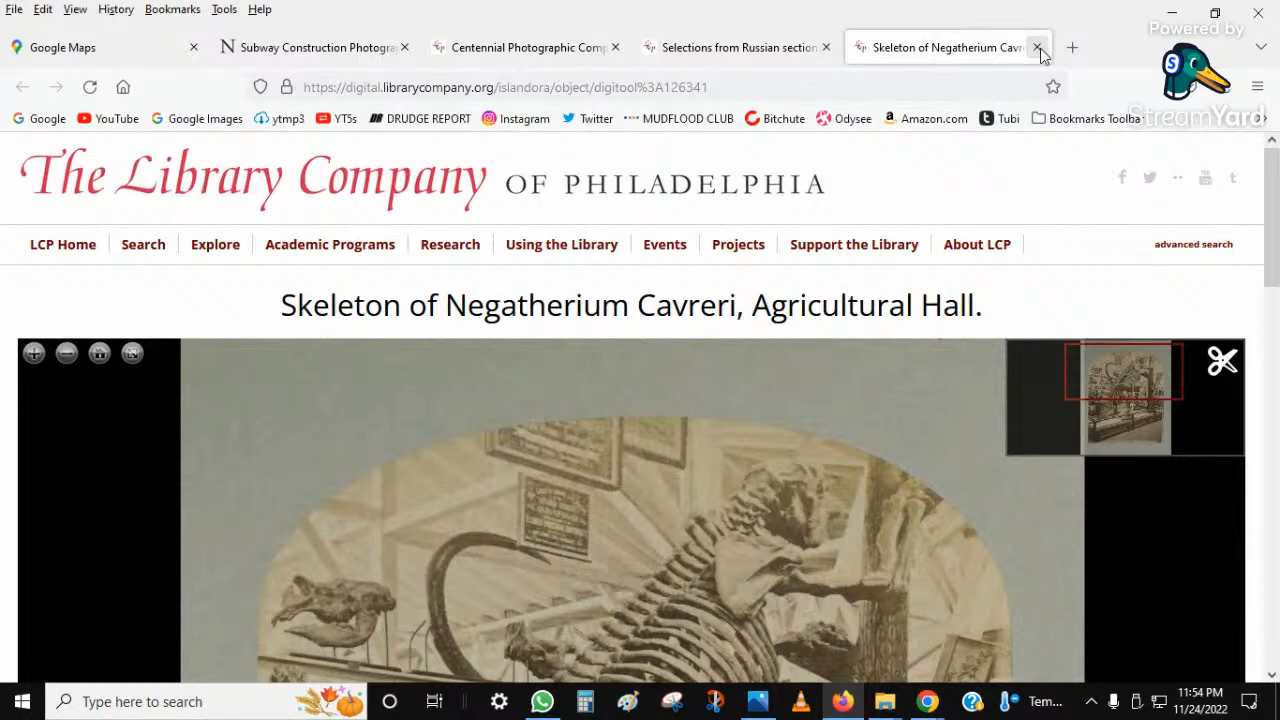 File Edit View History Bookmarks Tools Help
Powered by
StreamYard
Google Maps
Subway Construction Photogra
Centennial Photographic Comp
Selections from Russian section
Skeleton of Negatherium Cavr
https://digital.librarycompany.org/islandora/object/digitool%3A126341
Google YouTube Google Images ytmp3 YT5s DRUDGE REPORT Instagram Twitter MUDFLOOD CLUB Bitchute Odysee Amazon.com Tubi Bookmarks Toolba
The Library Company OF PHILADELPHIA
LCP Home Search Explore Academic Programs Research Using the Library Events Projects Support the Library About LCP advanced search
Skeleton of Negatherium Cavreri, Agricultural Hall.
Type here to search
Tem...
11:54 PM
11/24/2022